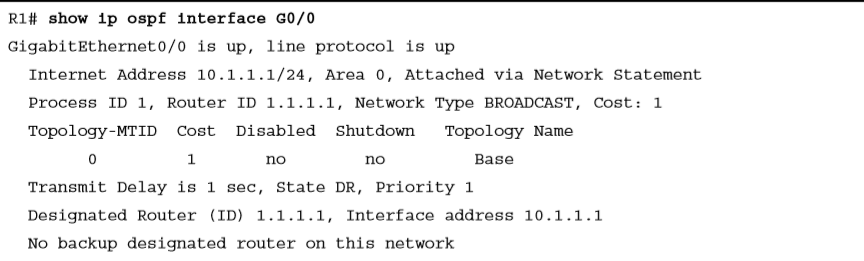 R1# show ip ospf interface G0/0
GigabitEthernet0/0 is up, line protocol is up
Internet Address 10.1.1.1/24, Area 0, Attached via Network Statement
Process ID 1, Router ID 1.1.1.1, Network Type BROADCAST, Cost: 1
Topology-MTID Cost Disabled Shutdown Topology Name
0 1 no no Base
Transmit Delay is 1 sec, State DR, Priority 1
Designated Router (ID) 1.1.1.1, Interface address 10.1.1.1
No backup designated router on this network